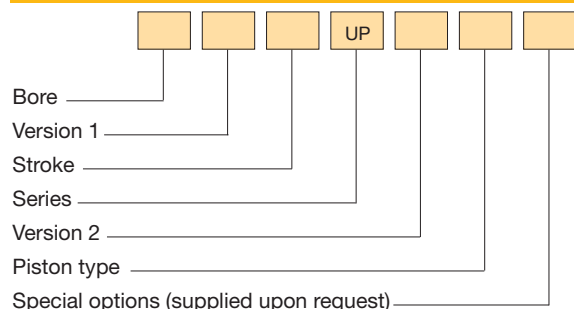 UP
Bore
Version 1
Stroke
Series
Version 2
Piston type
Special options (supplied upon request)